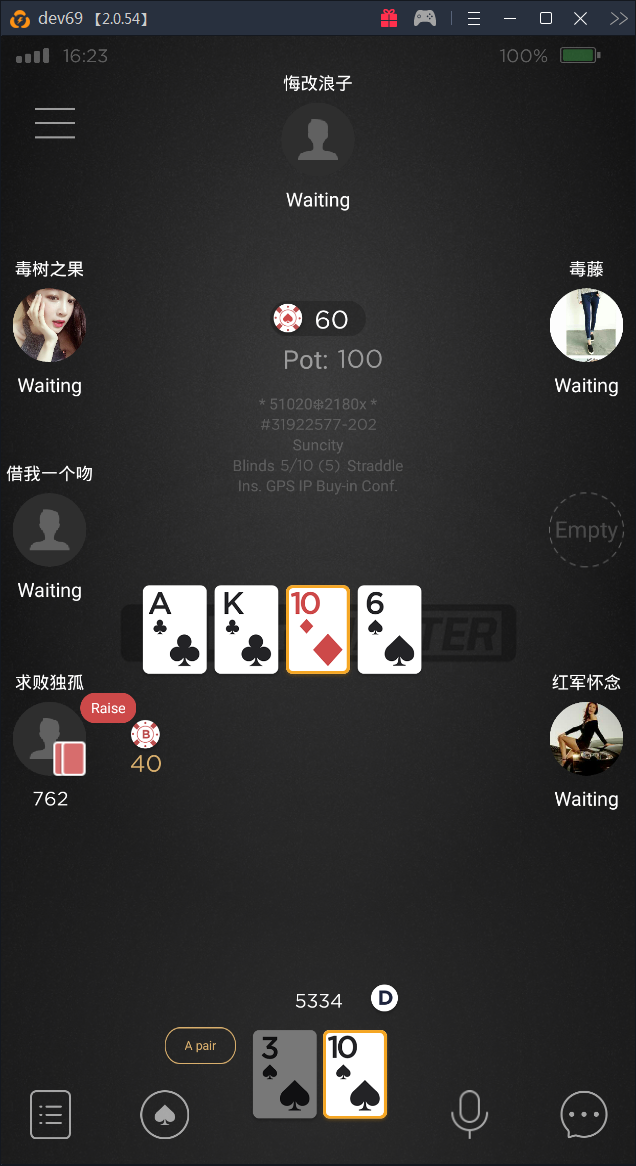 dev69 【2.0.54】
16:23
100%
悔改浪子
Waiting
毒树之果
毒藤
60
Waiting
Waiting
Pot: 100
* 51020❄2180x *
#31922577-202
Suncity
Blinds 5/10 (5) Straddle
Ins. GPS IP Buy-in Conf.
借我一个吻
Empty
Waiting
A K 10 6
求败独孤
红军怀念
Raise
B
40
762
Waiting
5334
D
A pair
3 10